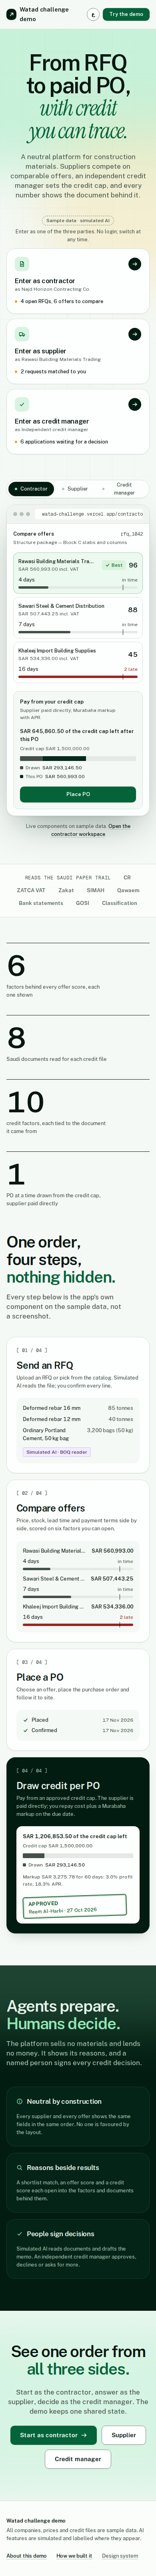 Watad challenge
demo
ع
Try the demo
From RFQ
to paid PO,
with credit
you can trace.
A neutral platform for construction
materials. Suppliers compete on
comparable offers, an independent credit
manager sets the credit cap, and every
number shows the document behind it.
Sample data · simulated AI
Enter as one of the three parties. No login, switch at
any time.
Enter as contractor
as Najd Horizon Contracting Co
4 open RFQs, 6 offers to compare
Enter as supplier
as Rawasi Building Materials Trading
2 requests matched to you
Enter as credit manager
as independent credit manager
6 applications waiting for a decision
Contractor
Supplier
Credit
manager
watad-challenge.vercel.app/contracto
Compare offers
rfq_1042
Structure package — Block C slabs and columns
Rawasi Building Materials Tra...
Best
96
SAR 560,993.00 incl. VAT
4 days
in time
Sewari Steel & Cement Distribution
88
SAR 507,443.25 incl. VAT
7 days
in time
Khaleej Import Building Supplies
45
SAR 534,336.00 incl. VAT
16 days
2 late
Pay from your credit cap
Supplier paid directly; Murabaha markup
with APR
SAR 645,860.50 of the credit cap left after
this PO
Credit cap SAR 1,500,000.00
Drawn SAR 293,146.50
This PO SAR 560,993.00
Place PO
Live components on sample data. Open the
contractor workspace
READS THE SAUDI PAPER TRAIL
CR
ZATCA VAT
Zakat
SIMAH
Qawaem
Bank statements
GOSI
Classification
6
factors behind every offer score, each
one shown
8
Saudi documents read for each credit file
10
credit factors, each tied to the document
it came from
1
PO at a time drawn from the credit cap,
supplier paid directly
One order,
four steps,
nothing hidden.
Every step below is the app's own
component on the sample data, not
a screenshot.
[ 01 / 04 ]
Send an RFQ
Upload an RFQ or pick from the catalog. Simulated
AI reads the file; you confirm every line.
Deformed rebar 16 mm
85 tonnes
Deformed rebar 12 mm
40 tonnes
Ordinary Portland
Cement, 50 kg bag
3,200 bags (50 kg)
Simulated AI · BOQ reader
[ 02 / 04 ]
Compare offers
Price, stock, lead time and payment terms side by
side, scored on six factors you can open.
Rawasi Building Material...
SAR 560,993.00
4 days
in time
Sewari Steel & Cement ...
SAR 507,443.25
7 days
in time
Khaleej Import Building ...
SAR 534,336.00
16 days
2 late
[ 03 / 04 ]
Place a PO
Choose an offer, place the purchase order and
follow it to site.
Placed
17 Nov 2026
Confirmed
17 Nov 2026
[ 04 / 04 ]
Draw credit per PO
Pay from an approved credit cap. The supplier is
paid directly; you repay cost plus a Murabaha
markup on the due date.
SAR 1,206,853.50 of the credit cap left
Credit cap SAR 1,500,000.00
Drawn SAR 293,146.50
Markup SAR 3,275.78 for 60 days: 3.0% profit
rate, 18.3% APR.
APPROVED
Reem Al-Harbi · 27 Oct 2026
Agents prepare.
Humans decide.
The platform sells no materials and lends
no money. It shows its reasons, and a
named person signs every credit decision.
Neutral by construction
Every supplier and every offer shows the same
fields in the same order. No one is favoured by
the layout.
Reasons beside results
A shortlist match, an offer score and a credit
score each open into the factors and documents
behind them.
People sign decisions
Simulated AI reads documents and drafts the
memo. An independent credit manager approves,
declines or asks for more.
See one order from
all three sides.
Start as the contractor, answer as the
supplier, decide as the credit manager. The
demo keeps one shared state.
Start as contractor
Supplier
Credit manager
Watad challenge demo
All companies, prices and credit files are sample data. AI
features are simulated and labelled where they appear.
About this demo
How we built it
Design system